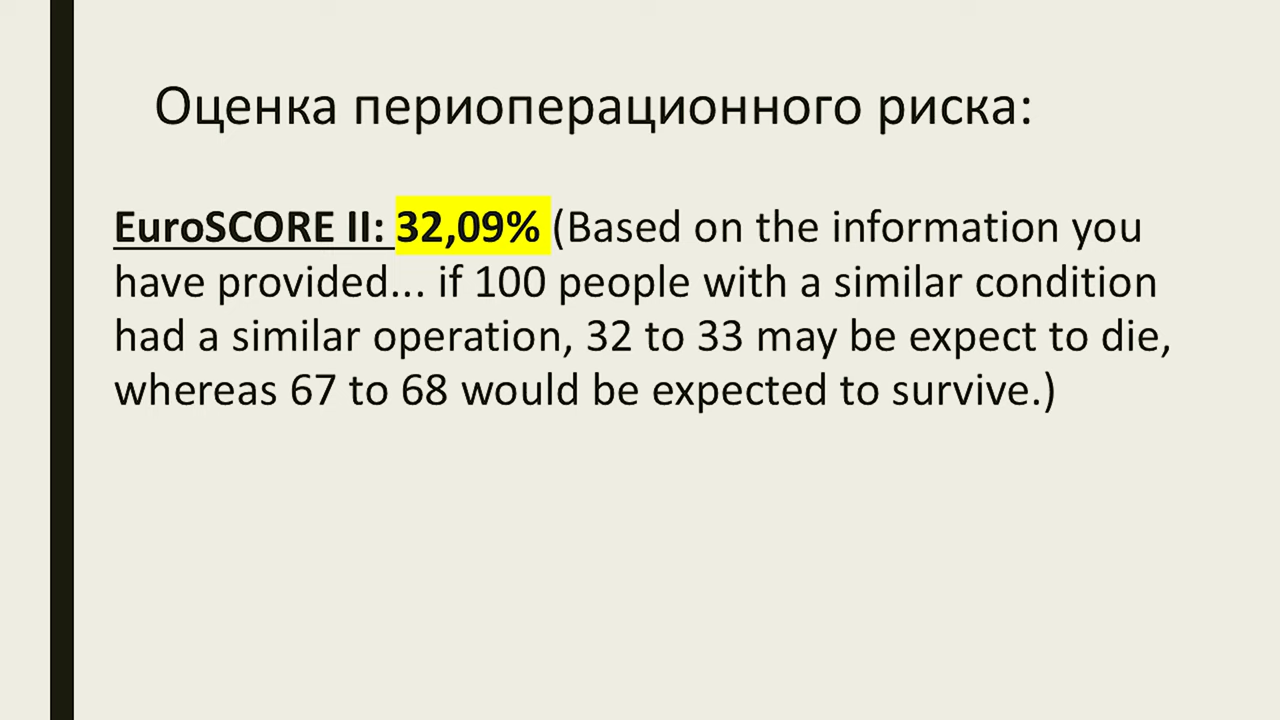 Оценка периоперационного риска:
EuroSCORE II: 32,09% (Based on the information you
have provided... if 100 people with a similar condition
had a similar operation, 32 to 33 may be expect to die,
whereas 67 to 68 would be expected to survive.)